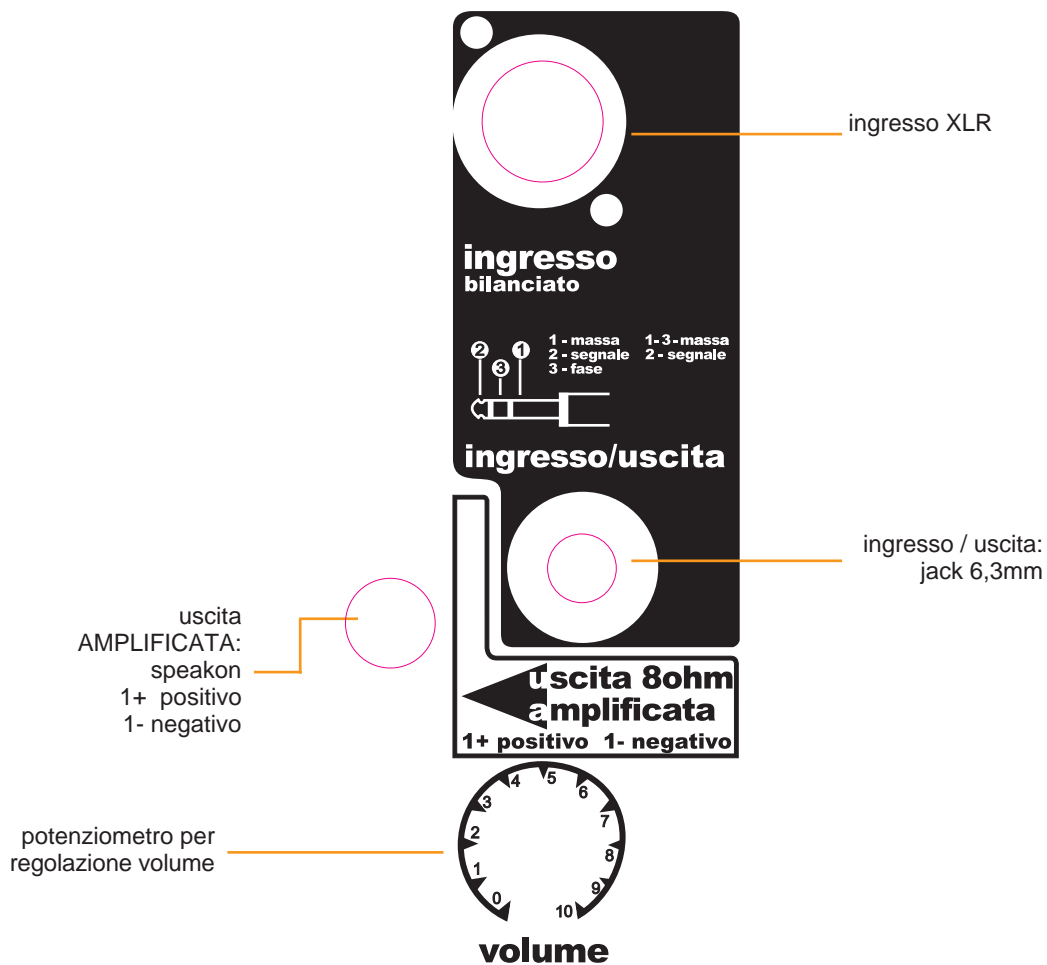 ingresso XLR
ingresso
bilanciato
1 - massa 1-3-massa
2 - segnale 2 - segnale
3 - fase
2
3
1
ingresso/uscita
ingresso / uscita:
jack 6,3mm
uscita
AMPLIFICATA:
speakon
1+ positivo
1- negativo
uscita 8ohm
amplificata
1+ positivo 1- negativo
0
1
2
3
4
5
6
7
8
9
10
potenziometro per
regolazione volume
volume